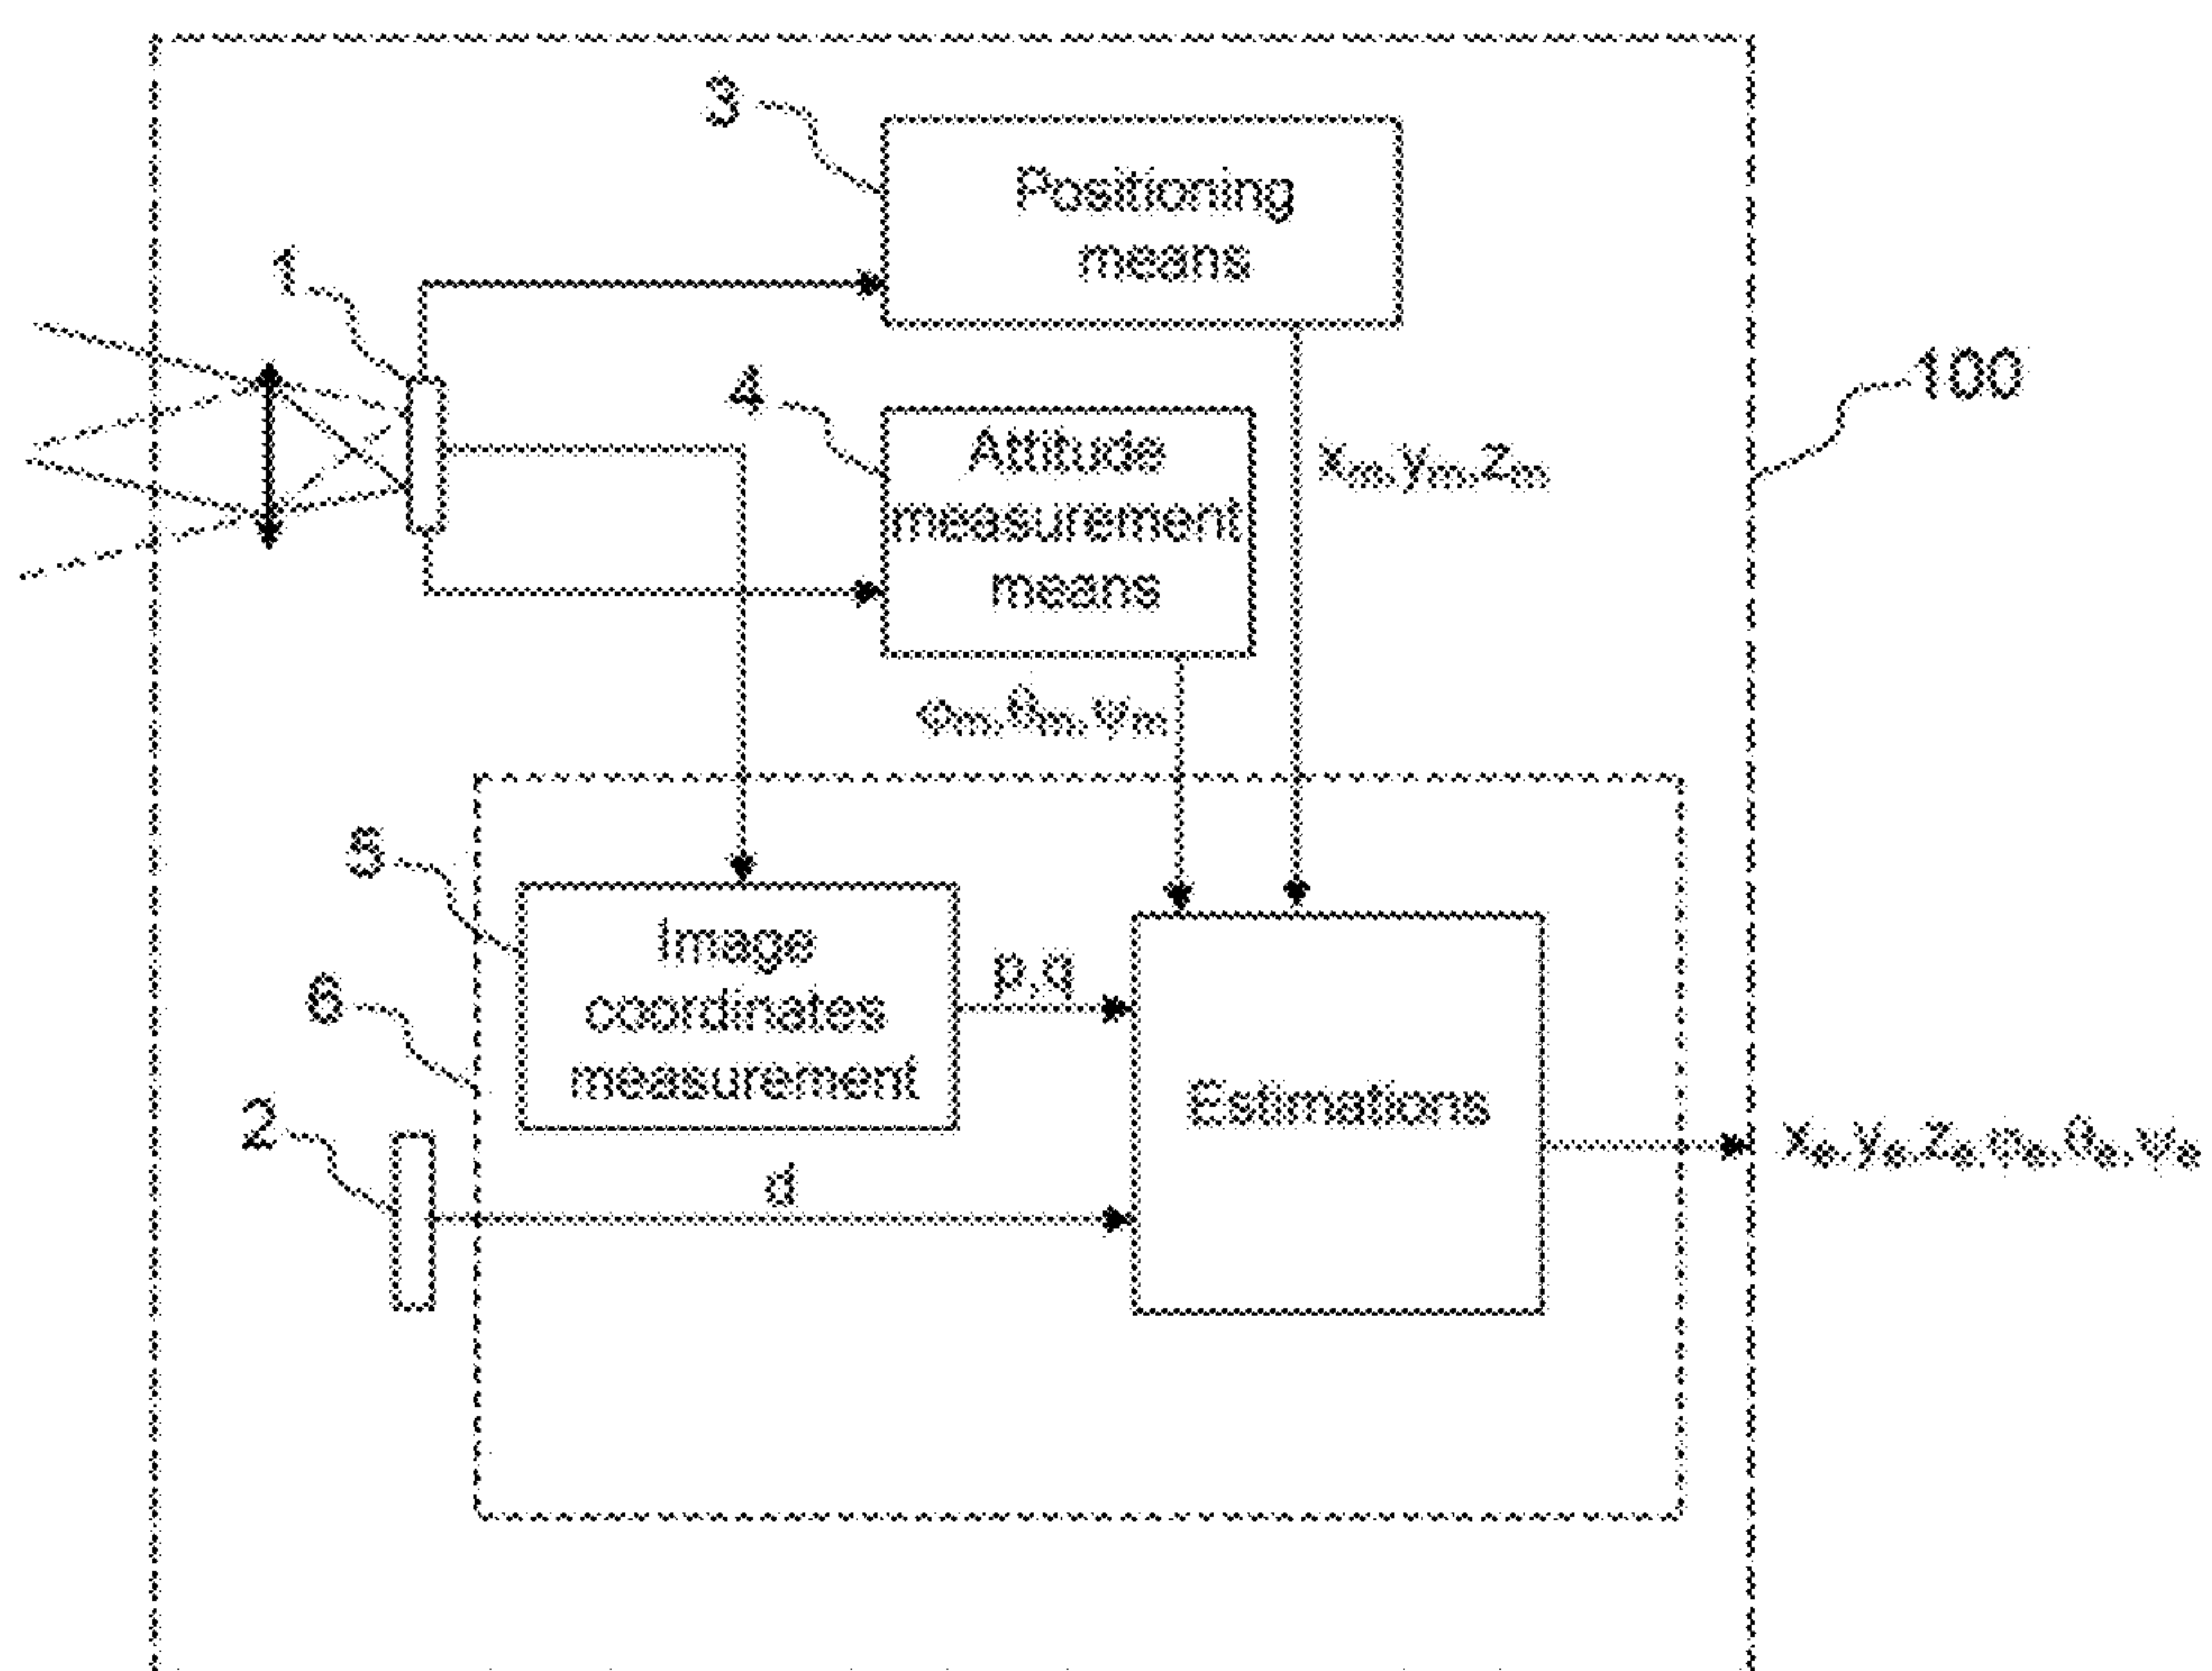 3
Positioning
means
1
100
4
Attitude
measurement
means
xₘ,yₘ,zₘ
φₘ,θₘ,ψₘ
5
Image
coordinates
measurement
p,q
6
Estimations
2
d
xₑ,yₑ,zₑ,φₑ,θₑ,ψₑ